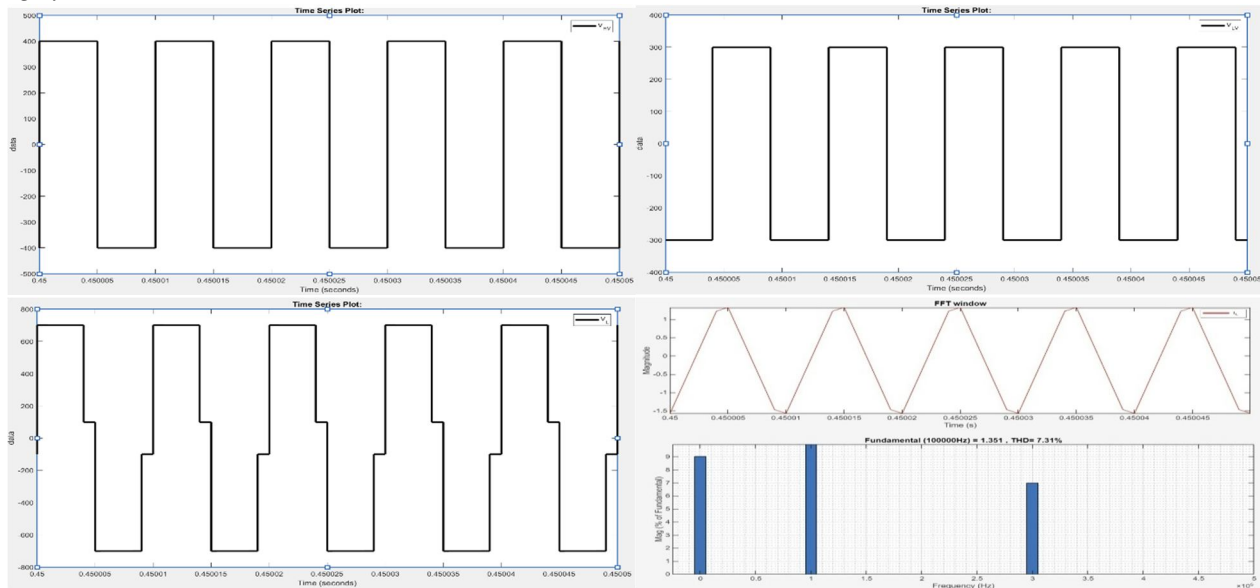 Time Series Plot:
V_HV
500
400
300
200
100
0
-100
-200
-300
-400
-500
data
0.45 0.450005 0.45001 0.450015 0.45002 0.450025 0.45003 0.450035 0.45004 0.450045 0.45005
Time (seconds)
Time Series Plot:
V_LV
400
300
200
100
0
-100
-200
-300
-400
data
0.45 0.450005 0.45001 0.450015 0.45002 0.450025 0.45003 0.450035 0.45004 0.450045 0.45005
Time (seconds)
Time Series Plot:
V_L
800
600
400
200
0
-200
-400
-600
-800
data
0.45 0.450005 0.45001 0.450015 0.45002 0.450025 0.45003 0.450035 0.45004 0.450045 0.45005
Time (seconds)
FFT window
1
0.5
0
-0.5
-1
-1.5
Magnitude
0.45 0.450005 0.45001 0.450015 0.45002 0.450025 0.45003 0.450035 0.45004 0.450045
Time (s)
Fundamental (100000Hz) = 1.351 , THD= 7.31%
9
8
7
6
5
4
3
2
1
0
Mag (% of Fundamental)
0 0.5 1 1.5 2 2.5 3 3.5 4 4.5
Frequency (Hz)